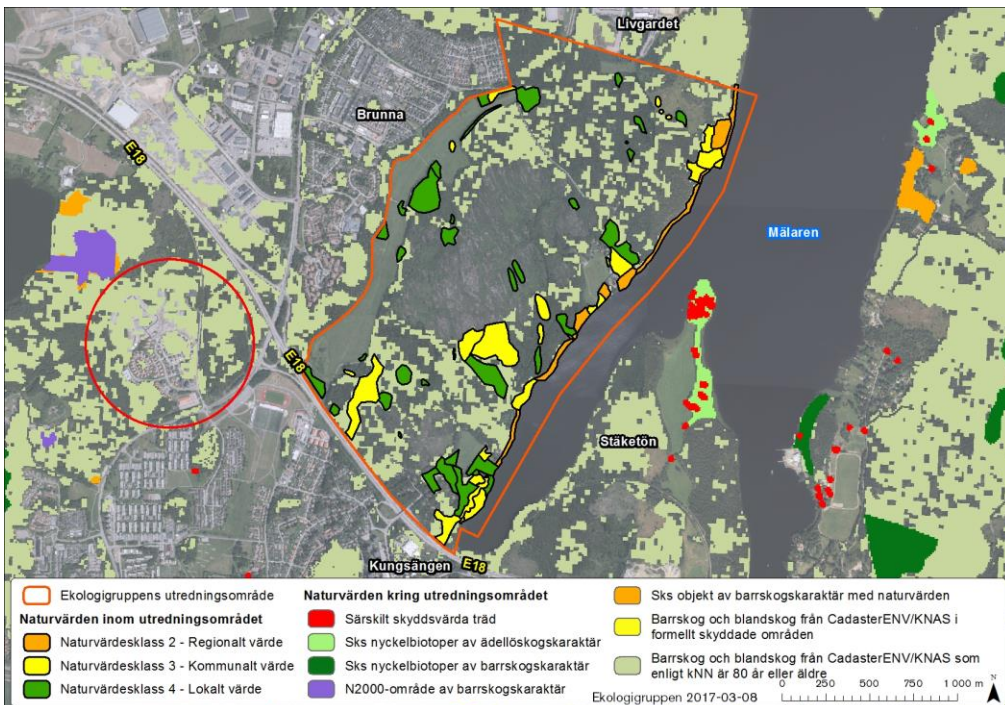 Livgardet
Brunna
E18
Mälaren
E18
Stäketön
Kungsängen
E18
Ekologigruppens utredningsområde
Naturvärden inom utredningsområdet
Naturvärdesklass 2 - Regionalt värde
Naturvärdesklass 3 - Kommunalt värde
Naturvärdesklass 4 - Lokalt värde
Naturvärden kring utredningsområdet
Särskilt skyddsvärda träd
Sks nyckelbiotoper av ädellöskogskaraktär
Sks nyckelbiotoper av barrskogskaraktär
N2000-område av barrskogskaraktär
Sks objekt av barrskogskaraktär med naturvärden
Barrskog och blandskog från CadasterENV/KNAS i
formellt skyddade områden
Barrskog och blandskog från CadasterENV/KNAS som
enligt kNN är 80 år eller äldre
Ekologigruppen 2017-03-08
0 250 500 1 000 m
N